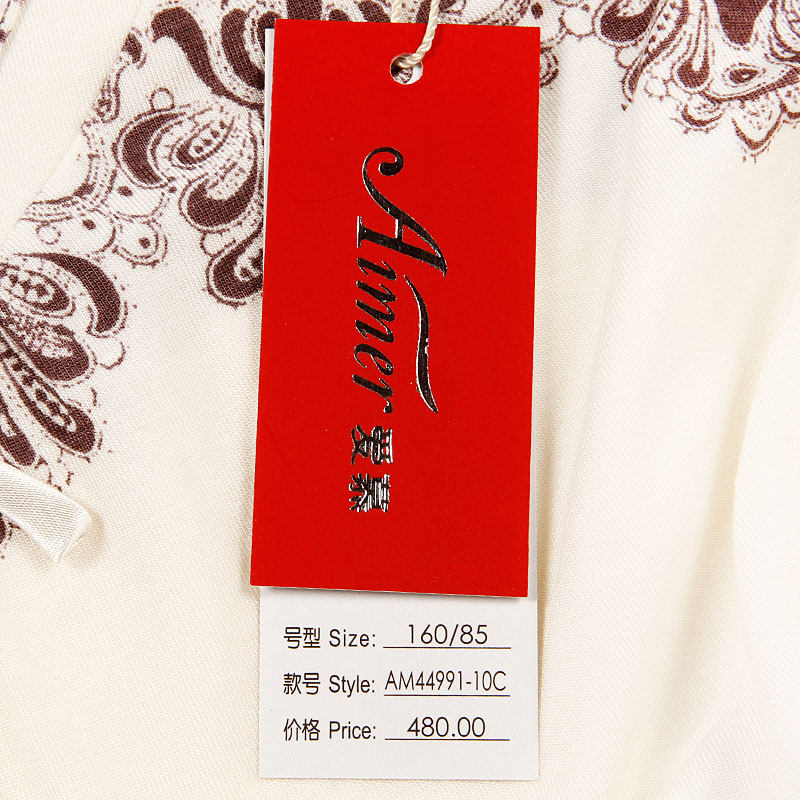 Aimer 爱慕
号型 Size: 160/85
款号 Style: AM44991-10C
价格 Price: 480.00